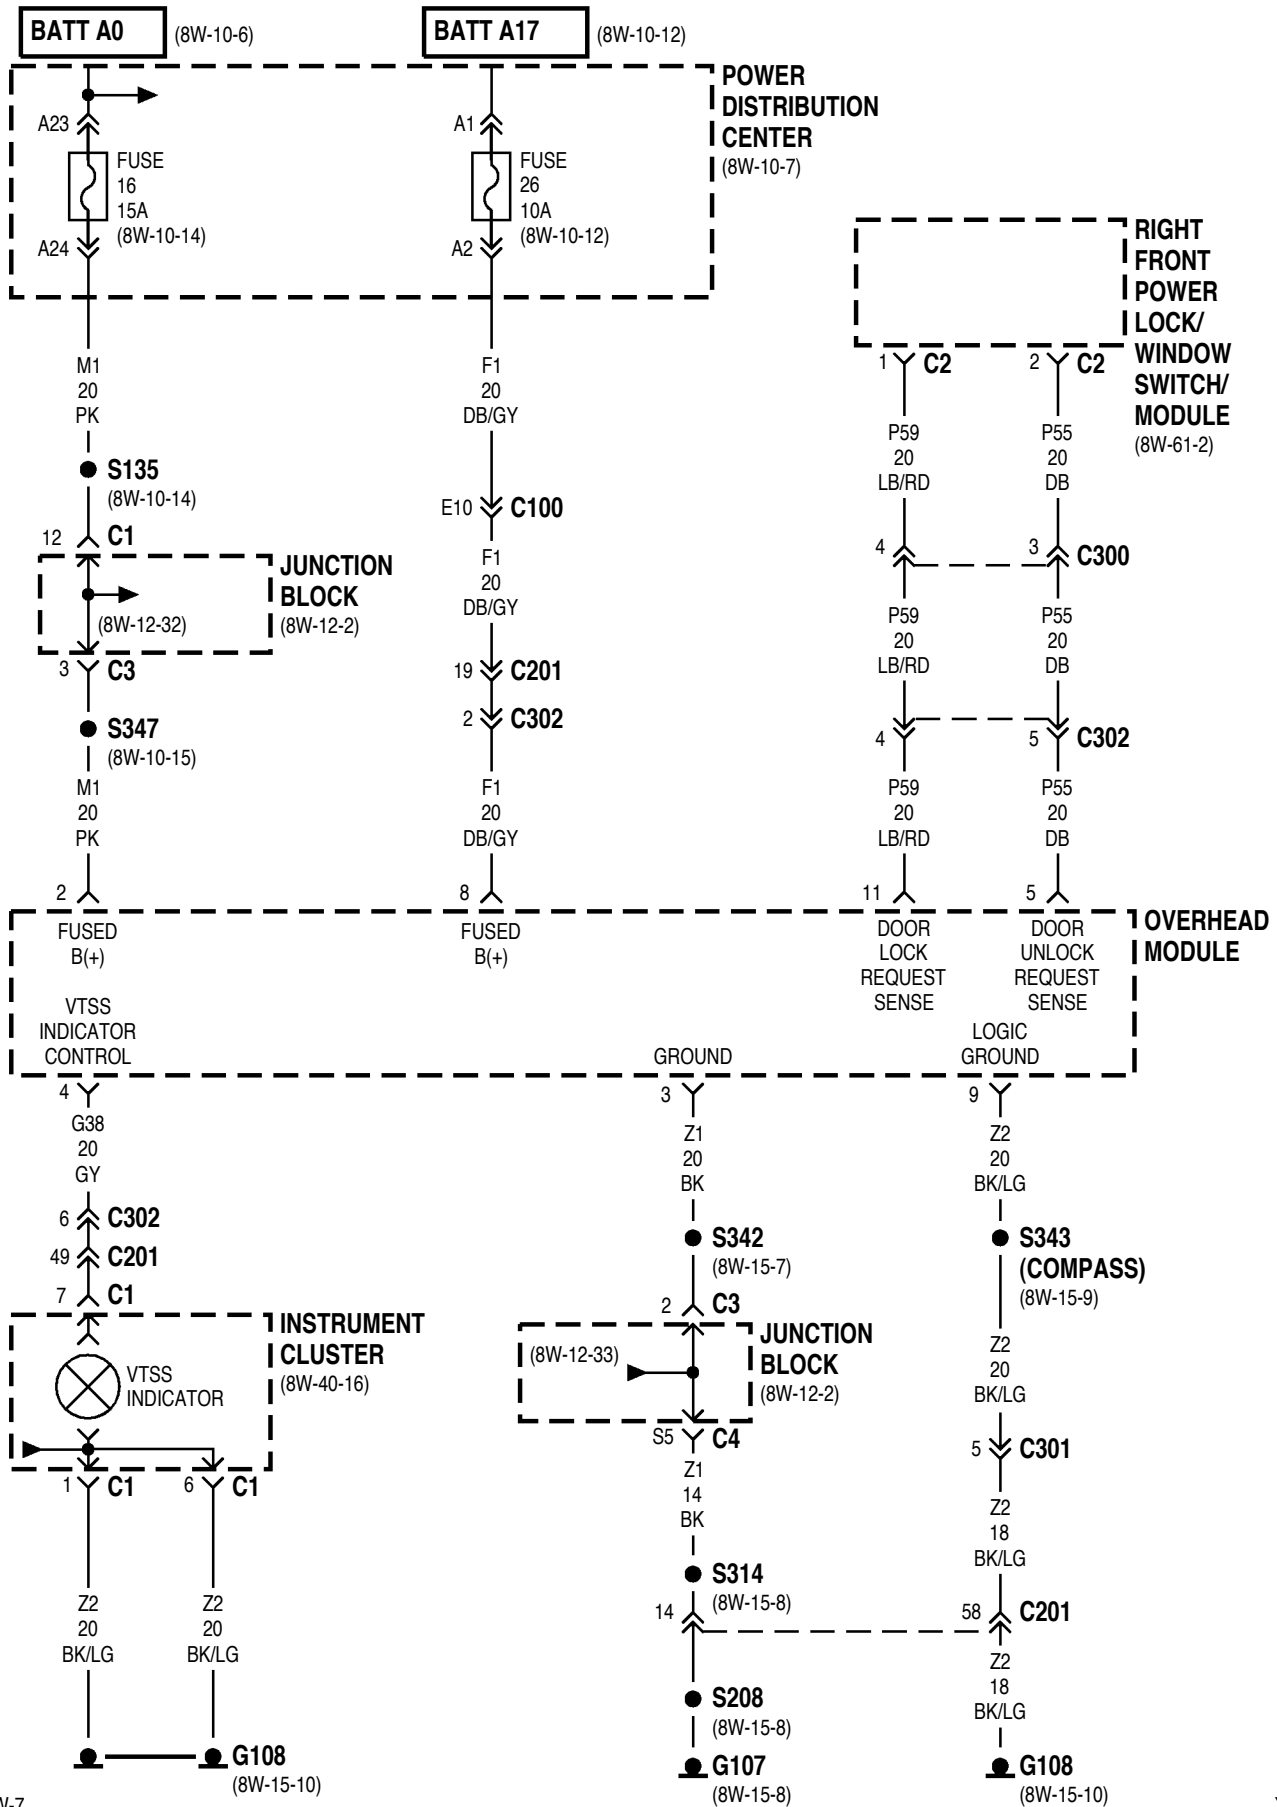 BATT A0 (8W-10-6)
BATT A17 (8W-10-12)
POWER
DISTRIBUTION
CENTER
(8W-10-7)
A23
FUSE
16
15A
(8W-10-14)
A24
A1
FUSE
26
10A
(8W-10-12)
A2
RIGHT
FRONT
POWER
LOCK/
WINDOW
SWITCH/
MODULE
(8W-61-2)
1 C2
2 C2
M1
20
PK
F1
20
DB/GY
P59
20
LB/RD
P55
20
DB
S135
(8W-10-14)
12 C1
E10 C100
4
3 C300
JUNCTION
BLOCK
(8W-12-2)
(8W-12-32)
F1
20
DB/GY
P59
20
LB/RD
P55
20
DB
3 C3
19 C201
S347
(8W-10-15)
2 C302
4
5 C302
M1
20
PK
F1
20
DB/GY
P59
20
LB/RD
P55
20
DB
2
8
11
5
OVERHEAD
MODULE
FUSED
B(+)
FUSED
B(+)
DOOR
LOCK
REQUEST
SENSE
DOOR
UNLOCK
REQUEST
SENSE
VTSS
INDICATOR
CONTROL
GROUND
LOGIC
GROUND
4
3
9
G38
20
GY
Z1
20
BK
Z2
20
BK/LG
6 C302
49 C201
7 C1
S342
(8W-15-7)
2 C3
S343
(COMPASS)
(8W-15-9)
INSTRUMENT
CLUSTER
(8W-40-16)
VTSS
INDICATOR
JUNCTION
BLOCK
(8W-12-2)
(8W-12-33)
Z2
20
BK/LG
1 C1
6 C1
S5 C4
5 C301
Z1
14
BK
Z2
18
BK/LG
S314
(8W-15-8)
14
58 C201
Z2
20
BK/LG
Z2
20
BK/LG
Z2
18
BK/LG
S208
(8W-15-8)
G108
(8W-15-10)
G107
(8W-15-8)
G108
(8W-15-10)